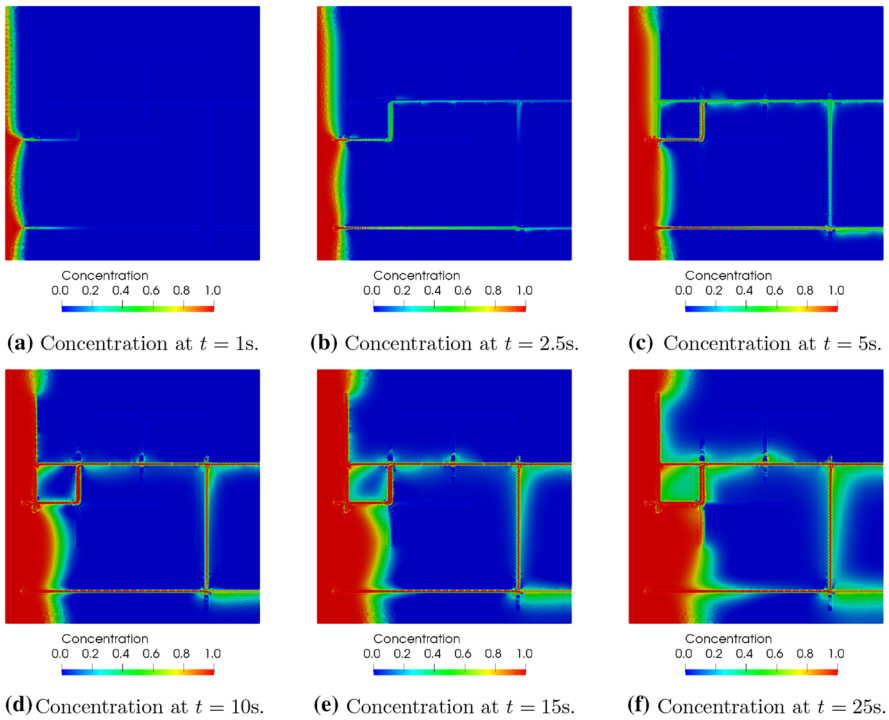 Concentration
0.0 0.2 0.4 0.6 0.8 1.0
(a) Concentration at t = 1s.
Concentration
0.0 0.2 0.4 0.6 0.8 1.0
(b) Concentration at t = 2.5s.
Concentration
0.0 0.2 0.4 0.6 0.8 1.0
(c) Concentration at t = 5s.
Concentration
0.0 0.2 0.4 0.6 0.8 1.0
(d) Concentration at t = 10s.
Concentration
0.0 0.2 0.4 0.6 0.8 1.0
(e) Concentration at t = 15s.
Concentration
0.0 0.2 0.4 0.6 0.8 1.0
(f) Concentration at t = 25s.